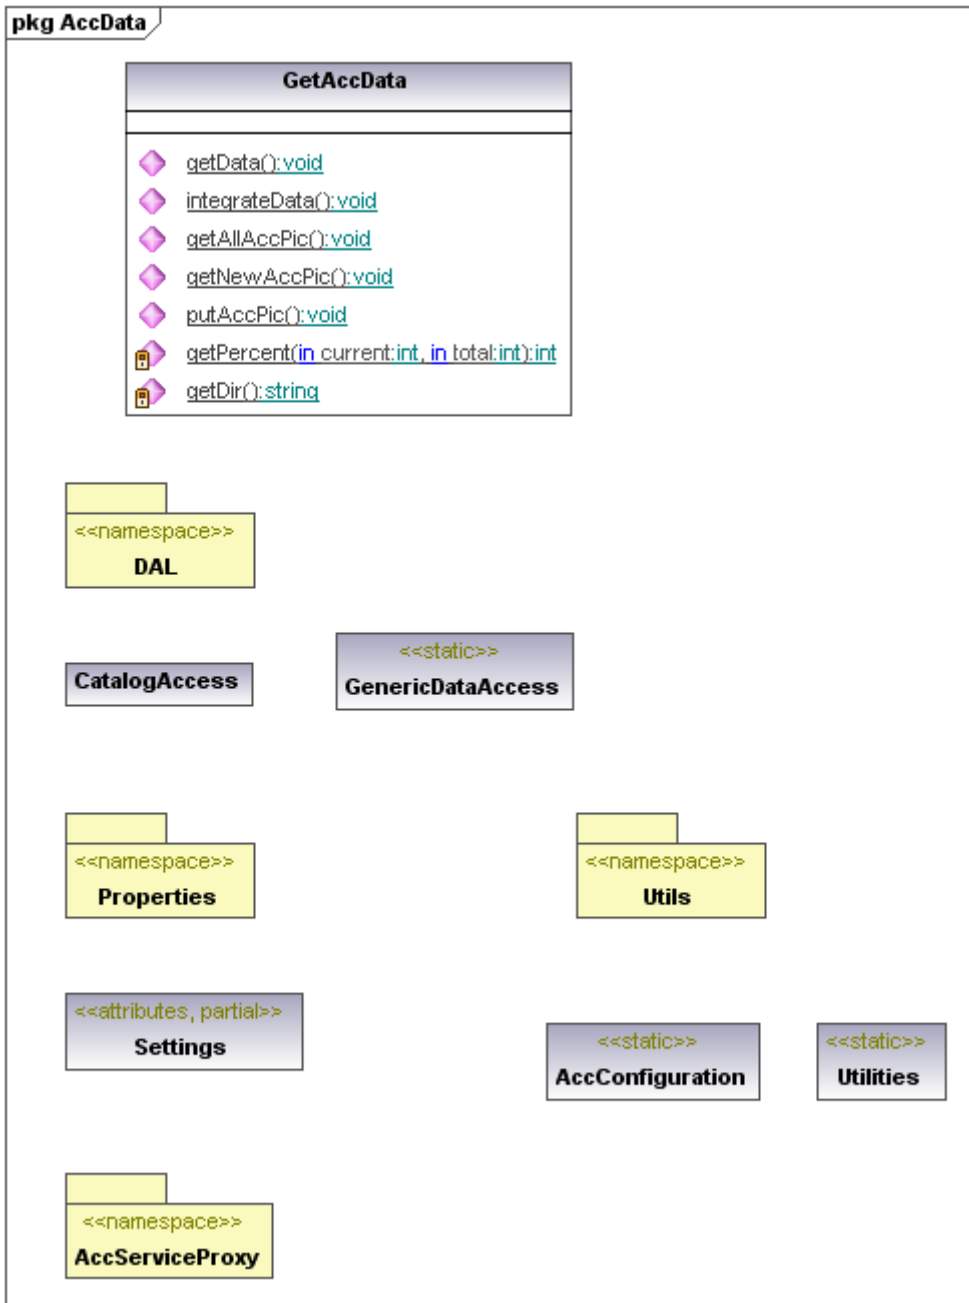 pkg AccData
GetAccData
getData():void
integrateData():void
getAllAccPic():void
getNewAccPic():void
putAccPic():void
getPercent(in current:int, in total:int):int
getDir():string
<<namespace>>
DAL
CatalogAccess
<<static>>
GenericDataAccess
<<namespace>>
Properties
<<namespace>>
Utils
<<attributes, partial>>
Settings
<<static>>
AccConfiguration
<<static>>
Utilities
<<namespace>>
AccServiceProxy